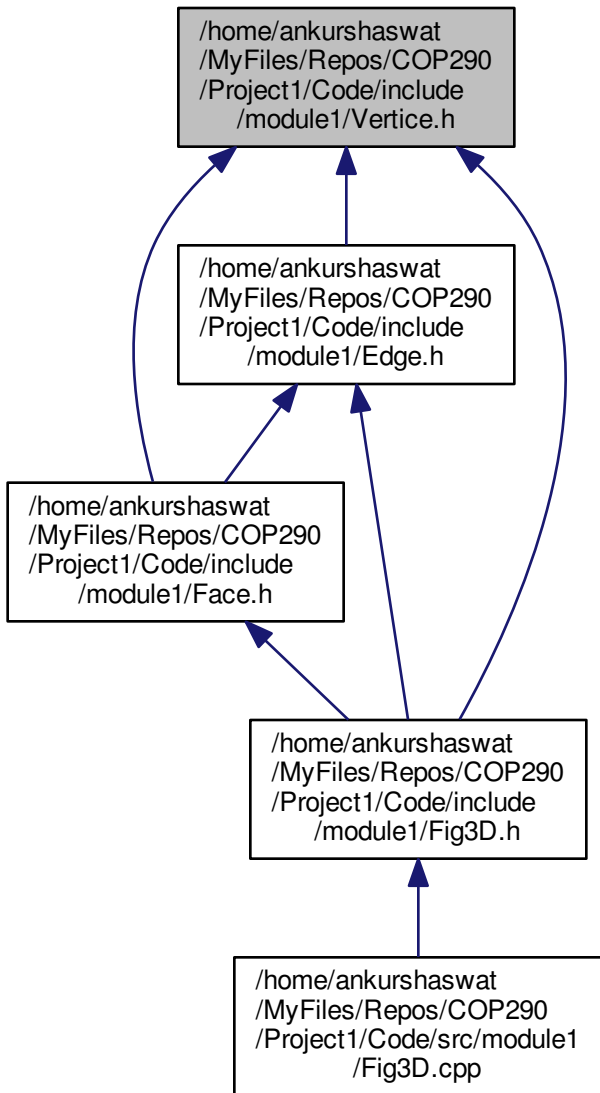 /home/ankurshaswat
/MyFiles/Repos/COP290
/Project1/Code/include
/module1/Vertice.h
/home/ankurshaswat
/MyFiles/Repos/COP290
/Project1/Code/include
/module1/Edge.h
/home/ankurshaswat
/MyFiles/Repos/COP290
/Project1/Code/include
/module1/Face.h
/home/ankurshaswat
/MyFiles/Repos/COP290
/Project1/Code/include
/module1/Fig3D.h
/home/ankurshaswat
/MyFiles/Repos/COP290
/Project1/Code/src/module1
/Fig3D.cpp